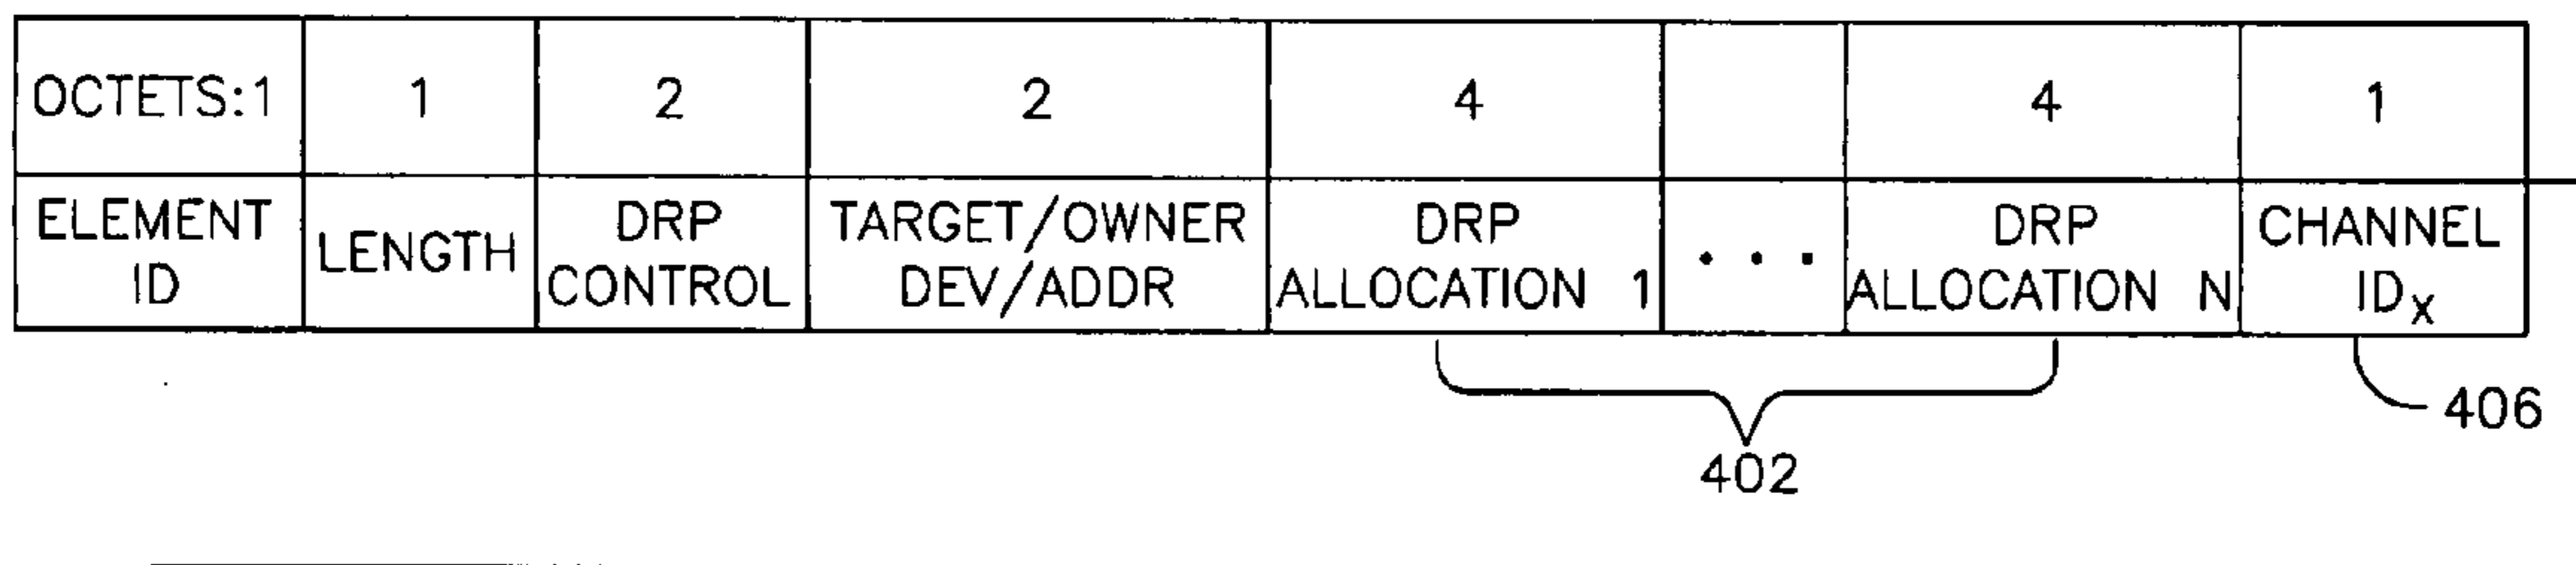 OCTETS:1 1 2 2 4 4 1
ELEMENT ID LENGTH DRP CONTROL TARGET/OWNER DEV/ADDR DRP ALLOCATION 1 ... DRP ALLOCATION N CHANNEL IDX
406
402